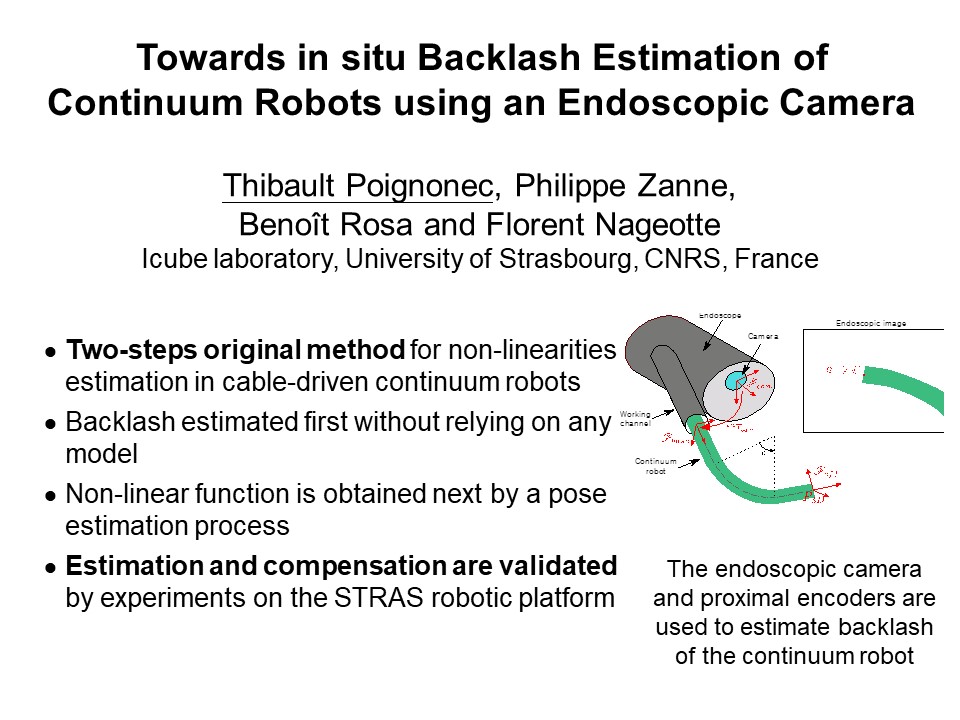 Towards in situ Backlash Estimation of
Continuum Robots using an Endoscopic Camera
Thibault Poignonec, Philippe Zanne,
Benoît Rosa and Florent Nageotte
Icube laboratory, University of Strasbourg, CNRS, France
● Two-steps original method for non-linearities
estimation in cable-driven continuum robots
● Backlash estimated first without relying on any
model
● Non-linear function is obtained next by a pose
estimation process
● Estimation and compensation are validated
by experiments on the STRAS robotic platform
Endoscope
Camera
Endoscopic image
Working
channel
Continuum
robot
The endoscopic camera
and proximal encoders are
used to estimate backlash
of the continuum robot